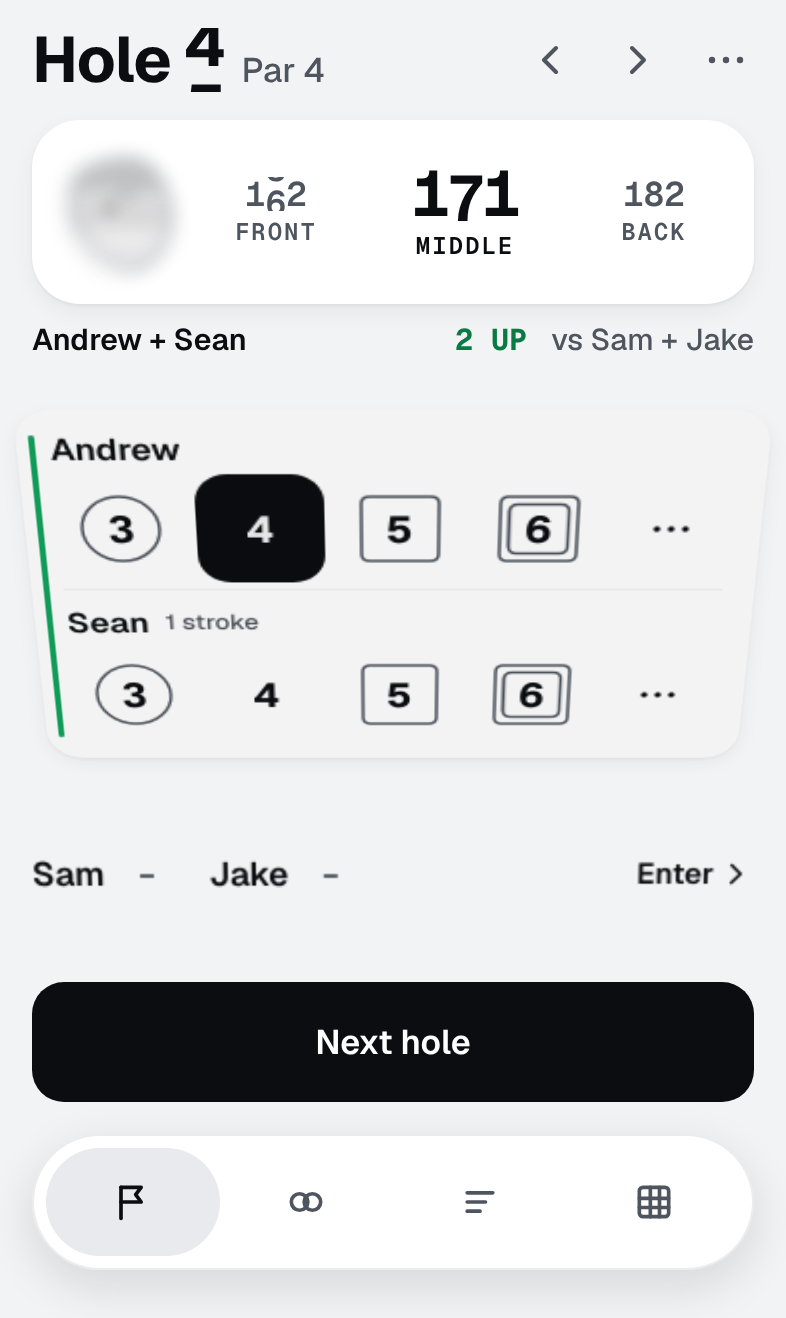 Hole 4 Par 4
162 171 182
FRONT MIDDLE BACK
Andrew + Sean 2 UP vs Sam + Jake
Andrew
3 4 5 6 ...
Sean 1 stroke
3 4 5 6 ...
Sam - Jake - Enter >
Next hole